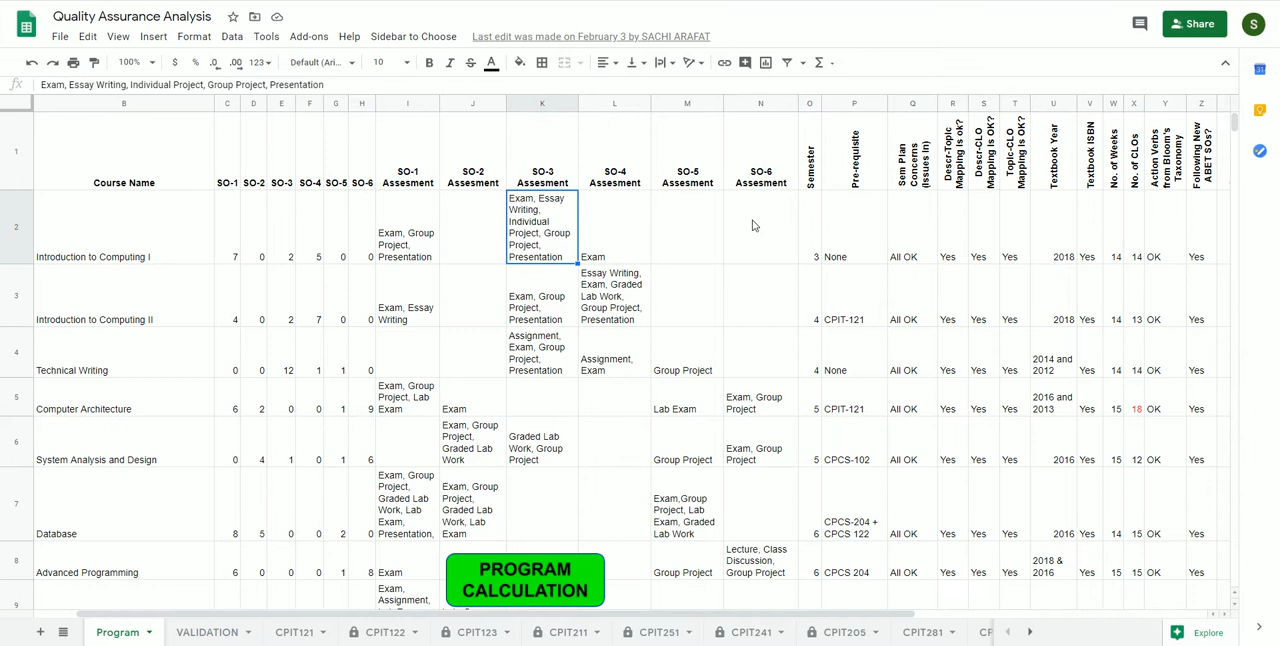 Quality Assurance Analysis
File Edit View Insert Format Data Tools Add-ons Help Sidebar to Choose Last edit was made on February 3 by SACHI ARAFAT
Share
S
100% $ % .0 .00 123 Default (Ari... 10 B I S A
fx Exam, Essay Writing, Individual Project, Group Project, Presentation
B C D E F G H I J K L M N O P Q R S T U V W X Y Z
1
Course Name
SO-1 SO-2 SO-3 SO-4 SO-5 SO-6
SO-1
Assesment
SO-2
Assesment
SO-3
Assesment
SO-4
Assesment
SO-5
Assesment
SO-6
Assesment
Semester
Pre-requisite
Sem Plan
Concerns
(Issues In)
Descr-Topic
Mapping is ok?
Descr-CLO
Mapping is OK?
Topic-CLO
Mapping is OK?
Textbook Year
Textbook ISBN
No. of Weeks
No. of CLOs
Action Verbs
from Bloom's
Taxonomy
Following New
ABET SOs?
2
Introduction to Computing I 7 0 2 5 0 0
Exam, Group
Project,
Presentation
Exam, Essay
Writing,
Individual
Project, Group
Project,
Presentation
Exam
3 None All OK Yes Yes Yes 2018 Yes 14 14 OK Yes
3
Introduction to Computing II 4 0 2 7 0 0
Exam, Essay
Writing
Exam, Group
Project,
Presentation
Essay Writing,
Exam, Graded
Lab Work,
Group Project,
Presentation
4 CPIT-121 All OK Yes Yes Yes 2018 Yes 14 13 OK Yes
4
Technical Writing 0 0 12 1 1 0
Assignment,
Exam, Group
Project,
Presentation
Assignment,
Exam
Group Project
4 None All OK Yes Yes Yes
2014 and
2012
Yes 14 14 OK Yes
5
Computer Architecture 6 2 0 0 1 9
Exam, Group
Project, Lab
Exam
Exam
Lab Exam
Exam, Group
Project
5 CPIT-121 All OK Yes Yes Yes
2016 and
2013
Yes 15 18 OK Yes
6
System Analysis and Design 0 4 1 0 1 6
Exam, Group
Project,
Graded Lab
Work
Graded Lab
Work, Group
Project
Group Project
Exam, Group
Project
5 CPCS-102 All OK Yes Yes Yes 2016 Yes 15 12 OK Yes
7
Database 8 5 0 0 2 0
Exam, Group
Project,
Graded Lab
Work, Lab
Exam,
Presentation,
Exam, Group
Project,
Graded Lab
Work, Lab
Exam
Exam,Group
Project, Lab
Exam, Graded
Lab Work
6
CPCS-204 +
CPCS 122
All OK Yes Yes Yes 2016 Yes 14 15 OK Yes
8
Advanced Programming 6 0 0 0 1 8 Exam
Group Project
Lecture, Class
Discussion,
Group Project
6 CPCS 204 All OK Yes Yes Yes
2018 &
2016
Yes 15 15 OK Yes
9
Exam,
Assignment,
PROGRAM
CALCULATION
Program VALIDATION CPIT121 CPIT122 CPIT123 CPIT211 CPIT251 CPIT241 CPIT205 CPIT281 CP Explore